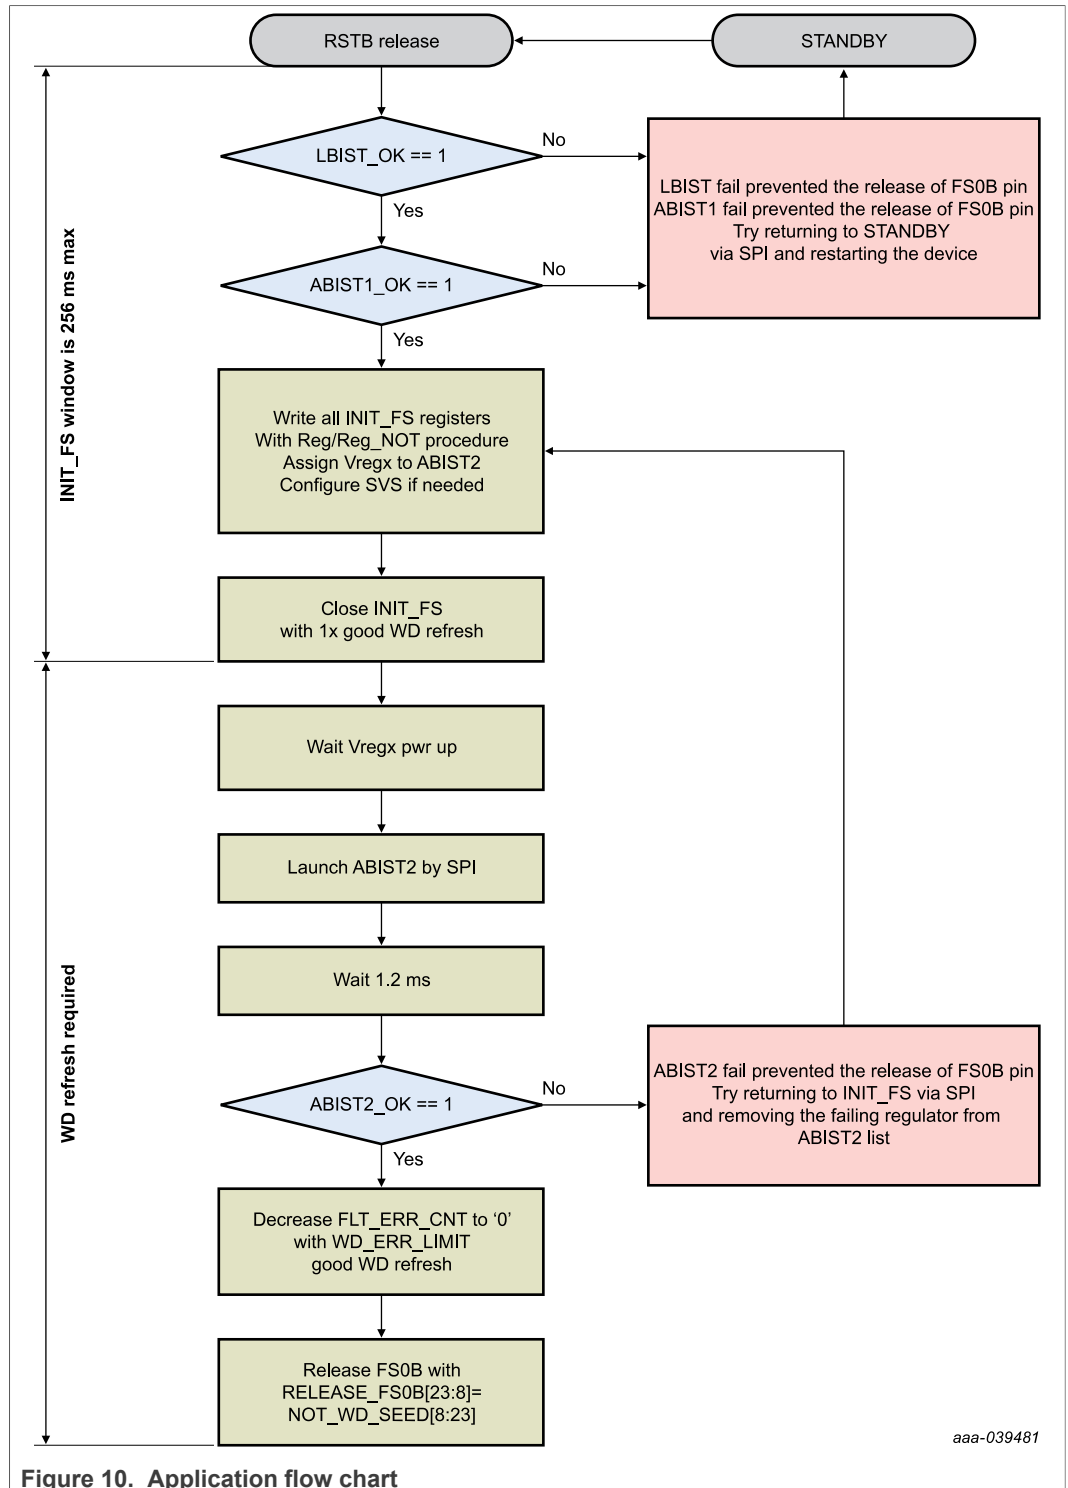 RSTB release
STANDBY
LBIST_OK == 1
No
Yes
LBIST fail prevented the release of FS0B pin
ABIST1 fail prevented the release of FS0B pin
Try returning to STANDBY
via SPI and restarting the device
ABIST1_OK == 1
No
Yes
INIT_FS window is 256 ms max
Write all INIT_FS registers
With Reg/Reg_NOT procedure
Assign Vregx to ABIST2
Configure SVS if needed
Close INIT_FS
with 1x good WD refresh
Wait Vregx pwr up
Launch ABIST2 by SPI
Wait 1.2 ms
WD refresh required
ABIST2_OK == 1
No
Yes
ABIST2 fail prevented the release of FS0B pin
Try returning to INIT_FS via SPI
and removing the failing regulator from
ABIST2 list
Decrease FLT_ERR_CNT to ‘0’
with WD_ERR_LIMIT
good WD refresh
Release FS0B with
RELEASE_FS0B[23:8]=
NOT_WD_SEED[8:23]
aaa-039481
Figure 10. Application flow chart